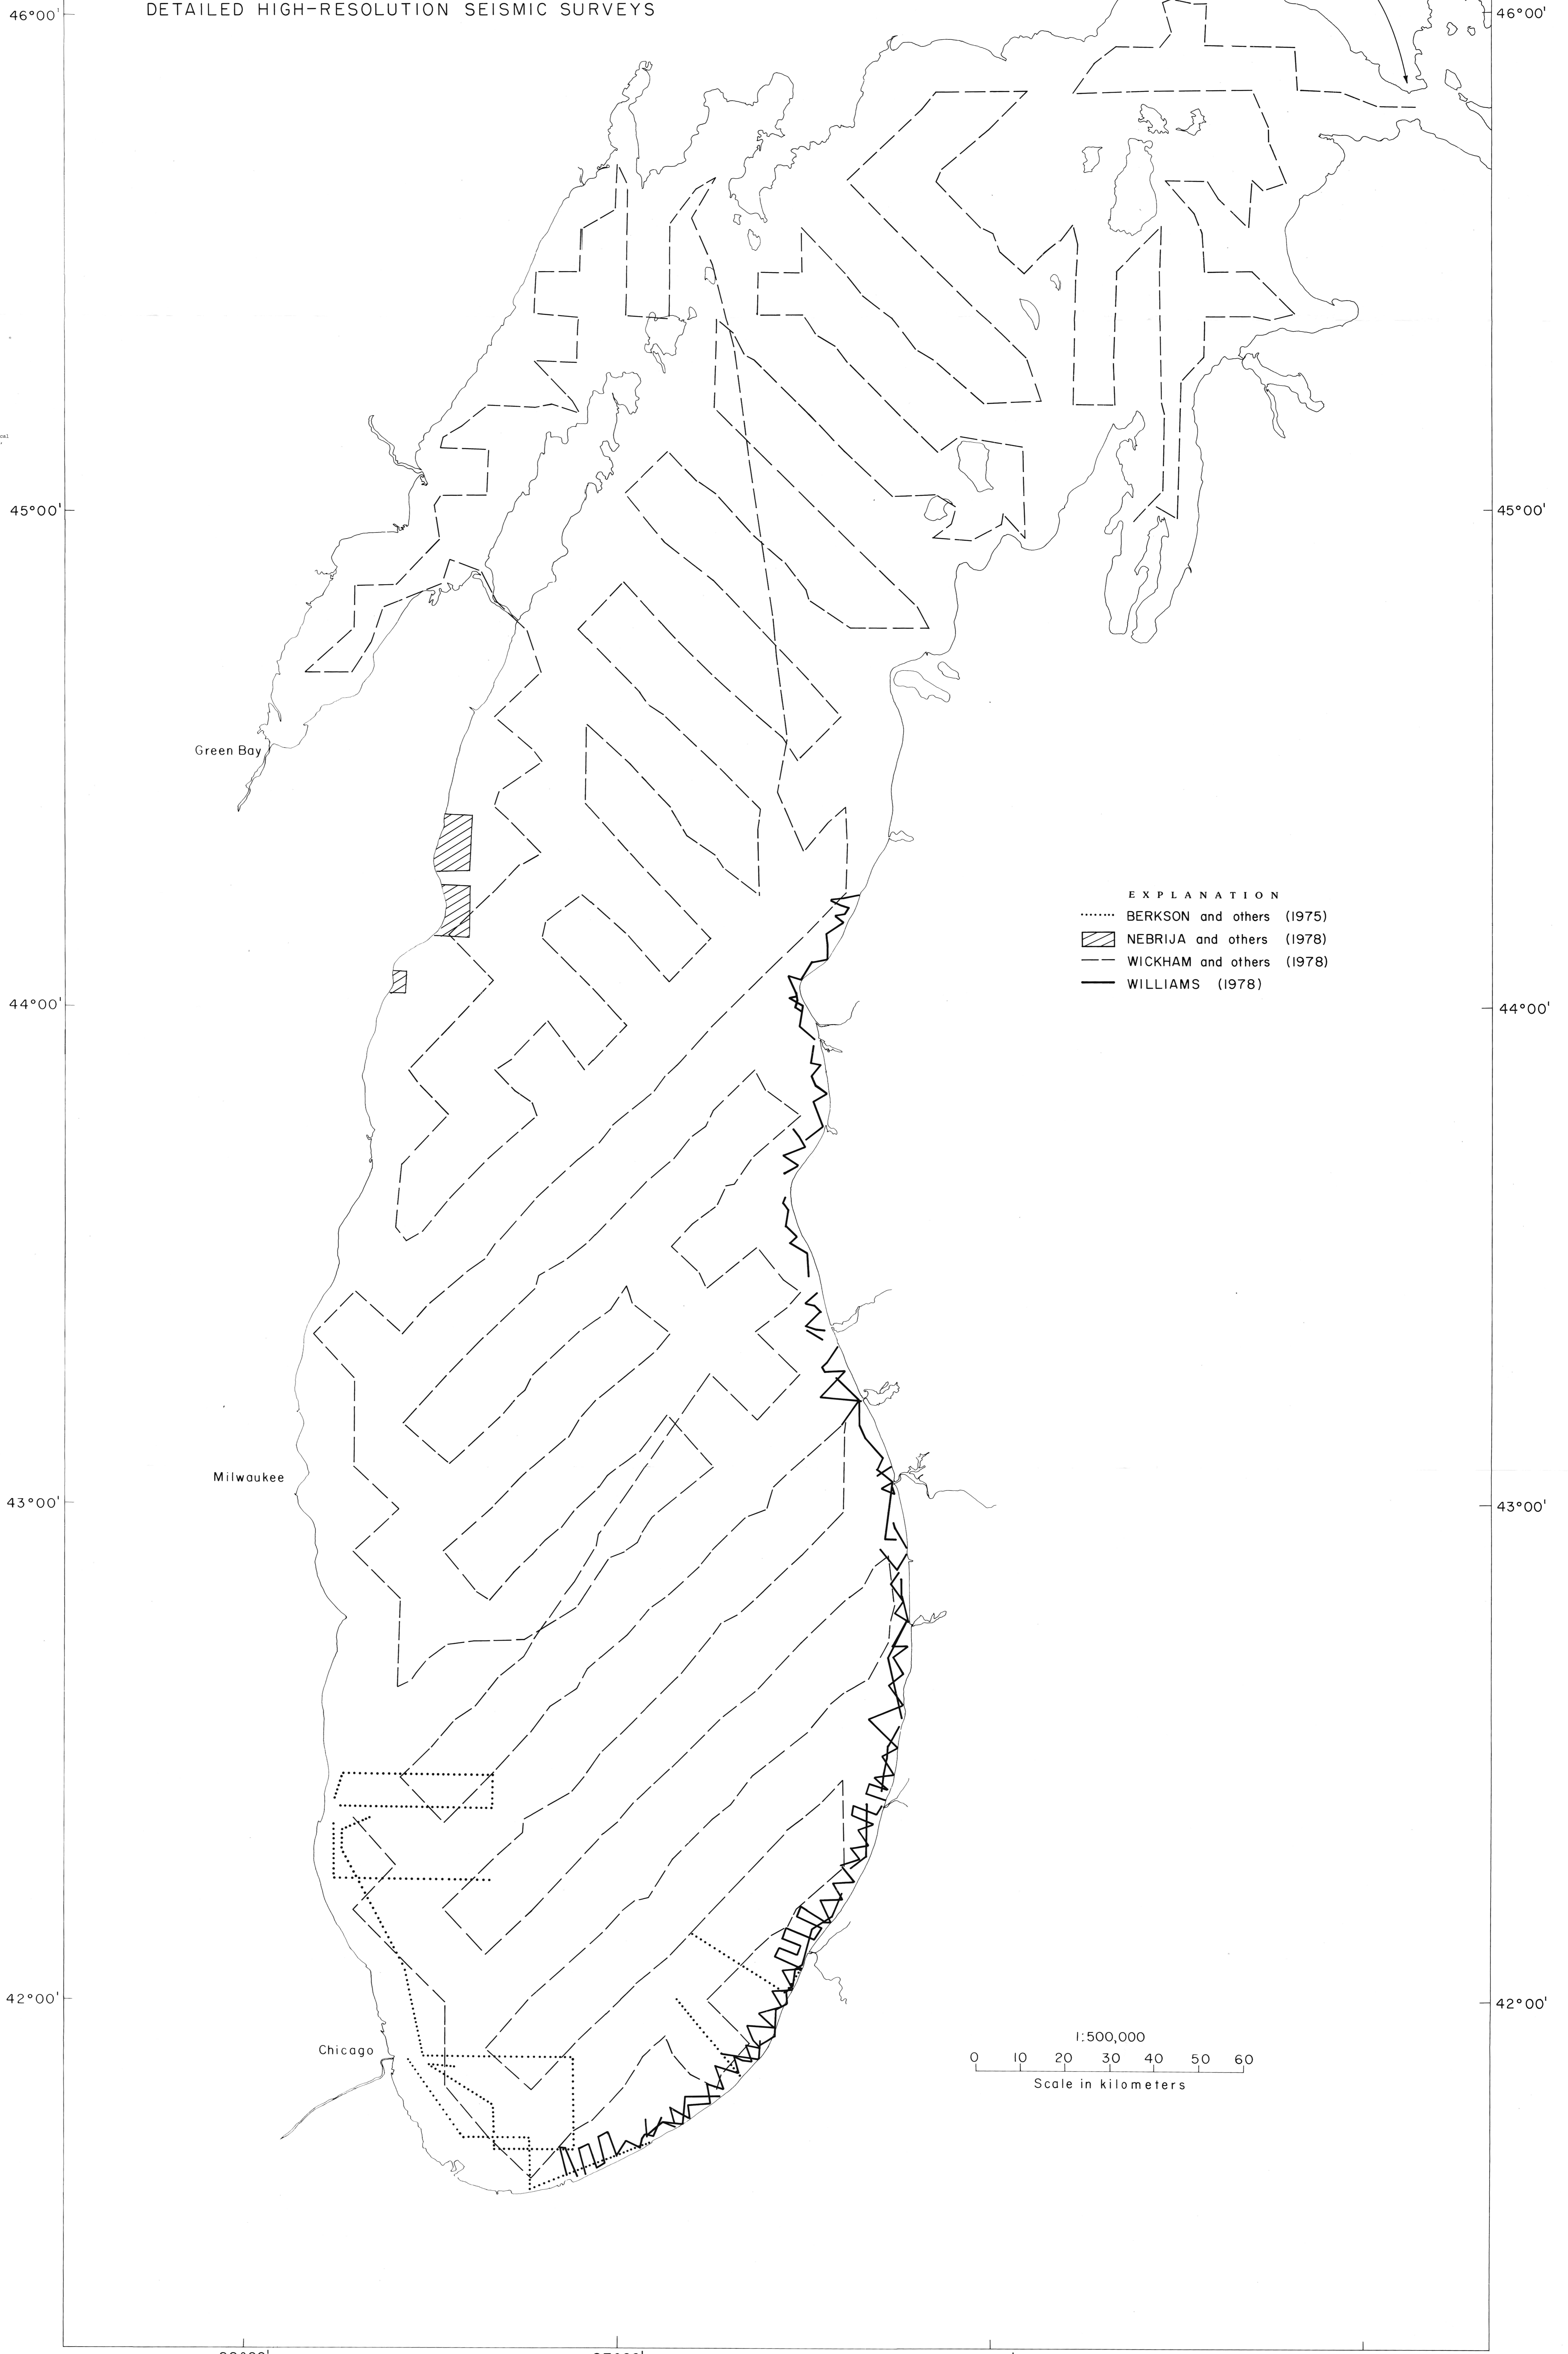 DETAILED HIGH-RESOLUTION SEISMIC SURVEYS
46°00'
46°00'
45°00'
45°00'
Green Bay
EXPLANATION
BERKSON and others (1975)
NEBRIJA and others (1978)
WICKHAM and others (1978)
WILLIAMS (1978)
44°00'
44°00'
Milwaukee
43°00'
43°00'
42°00'
42°00'
Chicago
1:500,000
0 10 20 30 40 50 60
Scale in kilometers